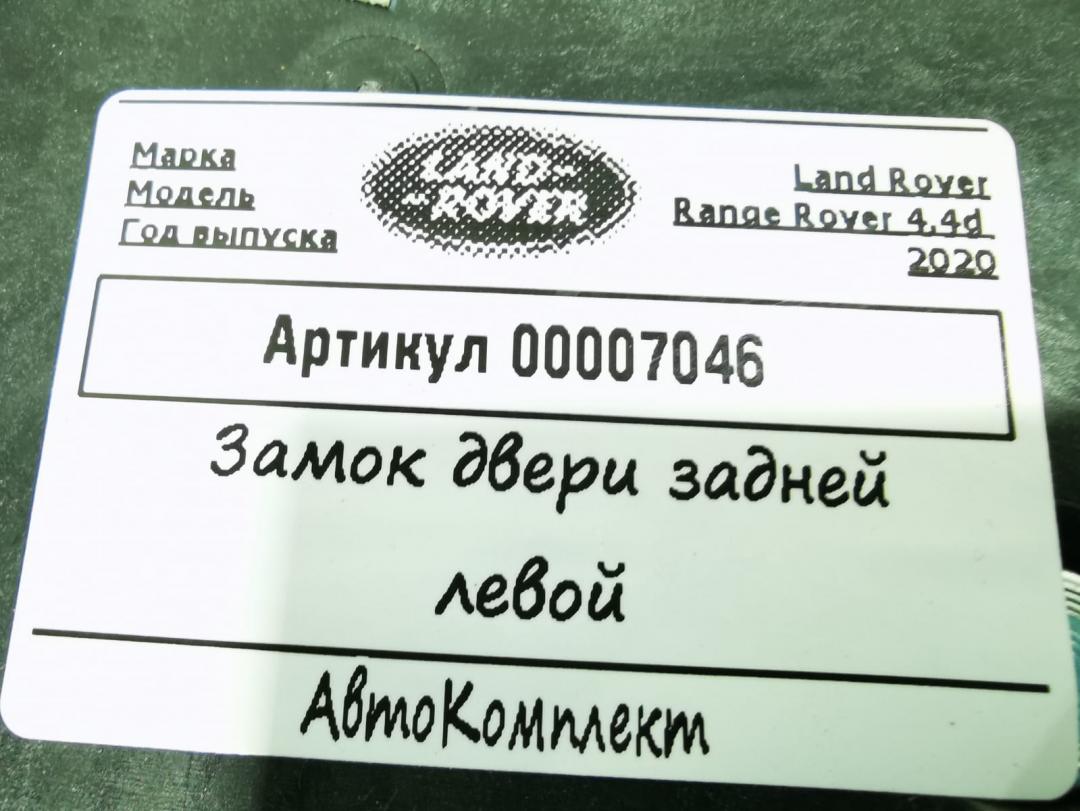 Марка
Модель
Год выпуска
LAND-
-ROVER
Land Rover
Range Rover 4,4d
2020
Артикул 00007046
Замок двери задней
левой
АвтоКомплект